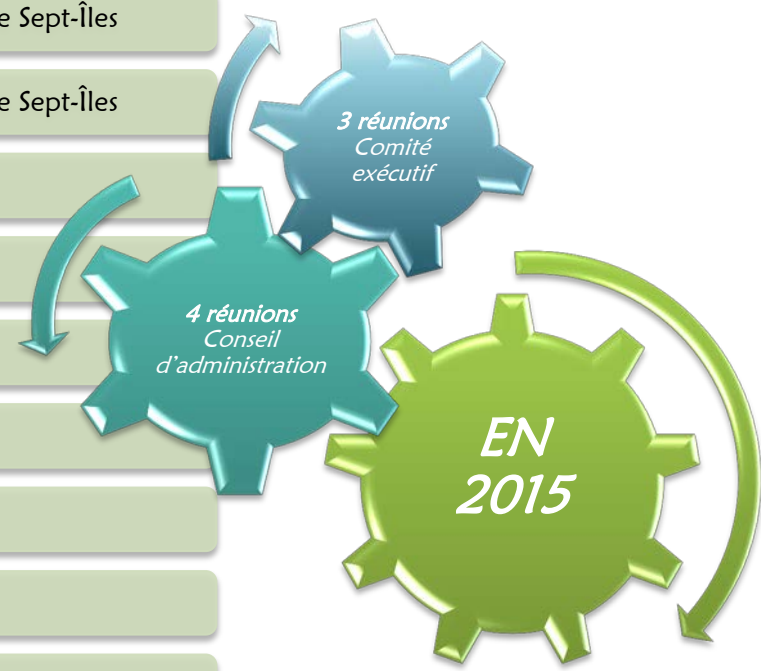 e Sept-Îles
e Sept-Îles
3 réunions
Comité
exécutif
4 réunions
Conseil
d'administration
EN
2015